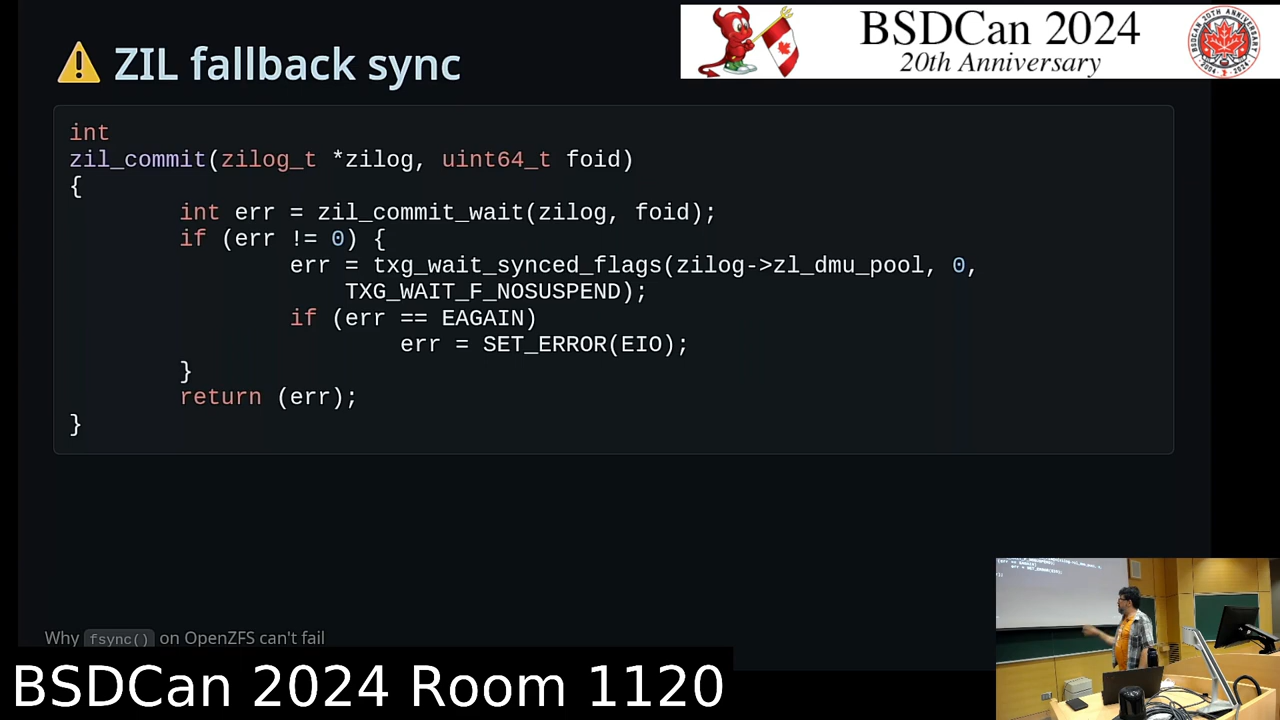 BSDCan 2024
20th Anniversary
⚠ ZIL fallback sync
int
zil_commit(zilog_t *zilog, uint64_t foid)
{
        int err = zil_commit_wait(zilog, foid);
        if (err != 0) {
                err = txg_wait_synced_flags(zilog->zl_dmu_pool, 0,
                    TXG_WAIT_F_NOSUSPEND);
                if (err == EAGAIN)
                        err = SET_ERROR(EIO);
        }
        return (err);
}
Why fsync() on OpenZFS can't fail
BSDCan 2024 Room 1120